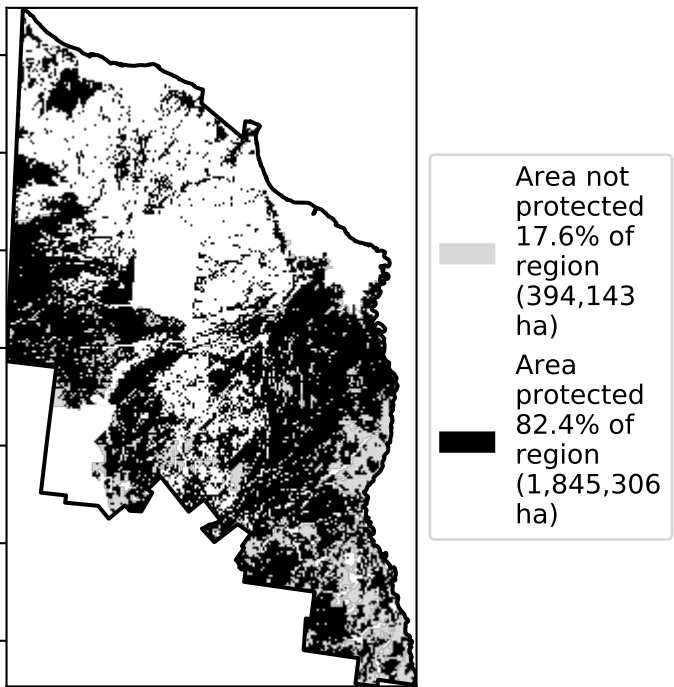 Area not
protected
17.6% of
region
(394,143
ha)
Area
protected
82.4% of
region
(1,845,306
ha)